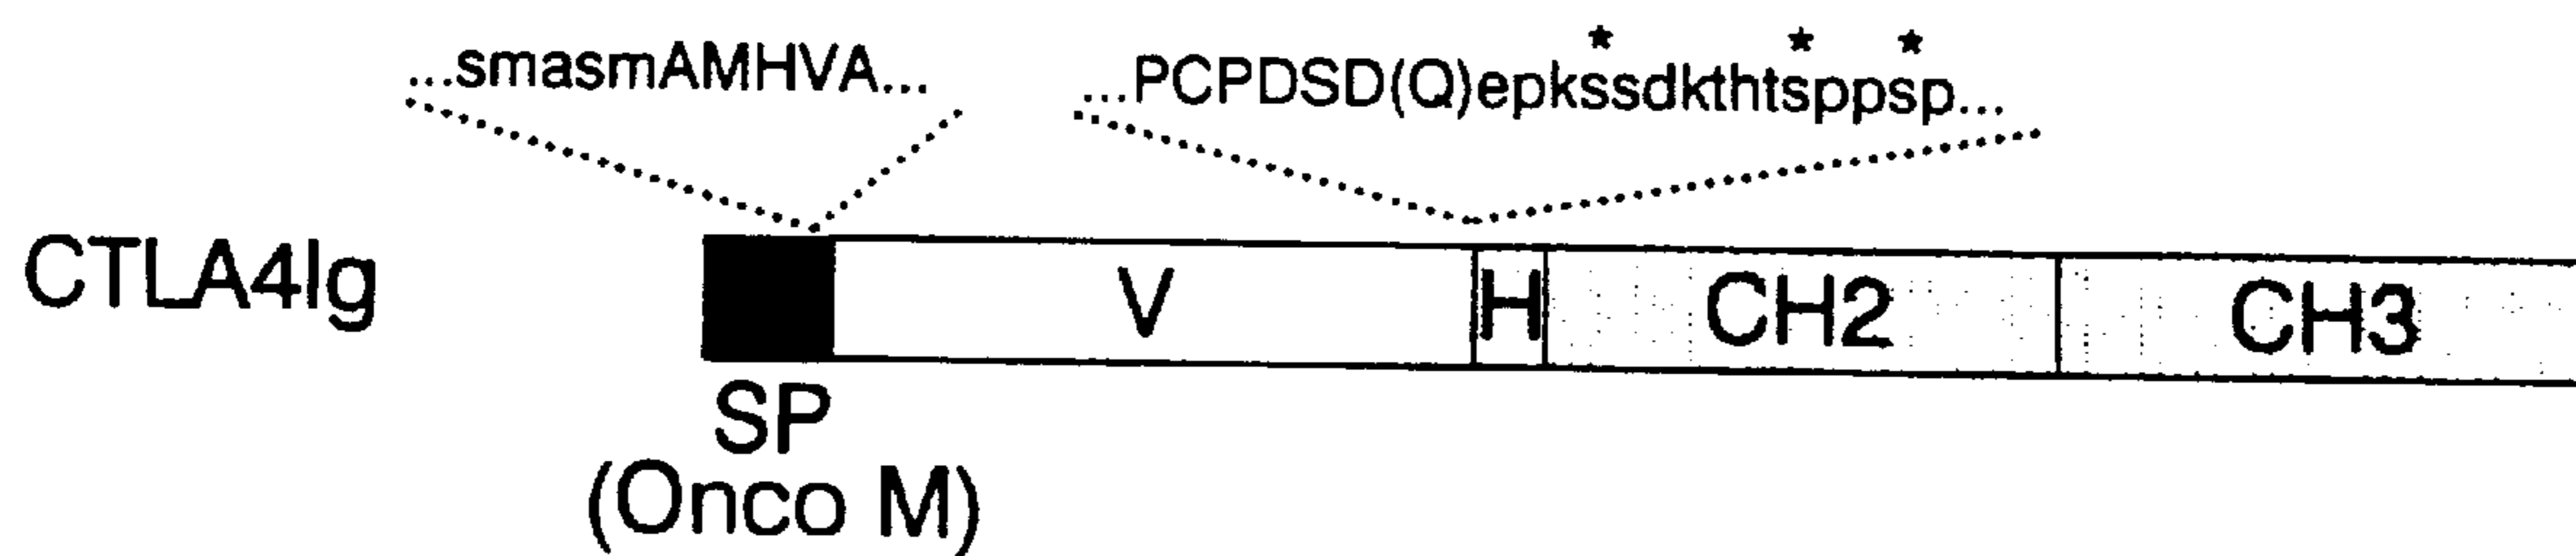 * * *
...smasmAMHVA... ...PCPDSD(Q)epkssdkthtsppsp...
CTLA4Ig V H CH2 CH3
SP
(Onco M)